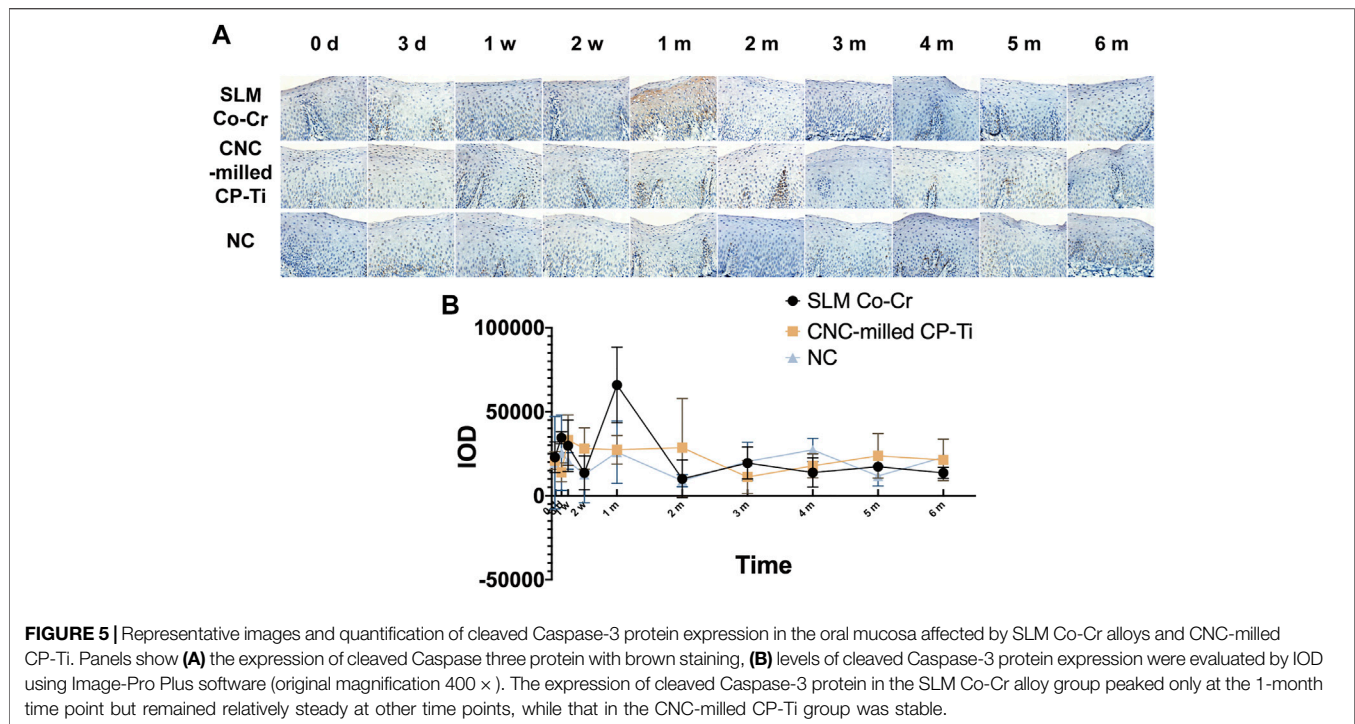 A
0 d 3 d 1 w 2 w 1 m 2 m 3 m 4 m 5 m 6 m
SLM
Co-Cr
CNC
-milled
CP-Ti
NC
B
SLM Co-Cr
CNC-milled CP-Ti
NC
100000
50000
0
-50000
IOD
1 w 2 w 1 m 2 m 3 m 4 m 5 m 6 m
Time
FIGURE 5 | Representative images and quantification of cleaved Caspase-3 protein expression in the oral mucosa affected by SLM Co-Cr alloys and CNC-milled
CP-Ti. Panels show (A) the expression of cleaved Caspase three protein with brown staining, (B) levels of cleaved Caspase-3 protein expression were evaluated by IOD
using Image-Pro Plus software (original magnification 400 × ). The expression of cleaved Caspase-3 protein in the SLM Co-Cr alloy group peaked only at the 1-month
time point but remained relatively steady at other time points, while that in the CNC-milled CP-Ti group was stable.